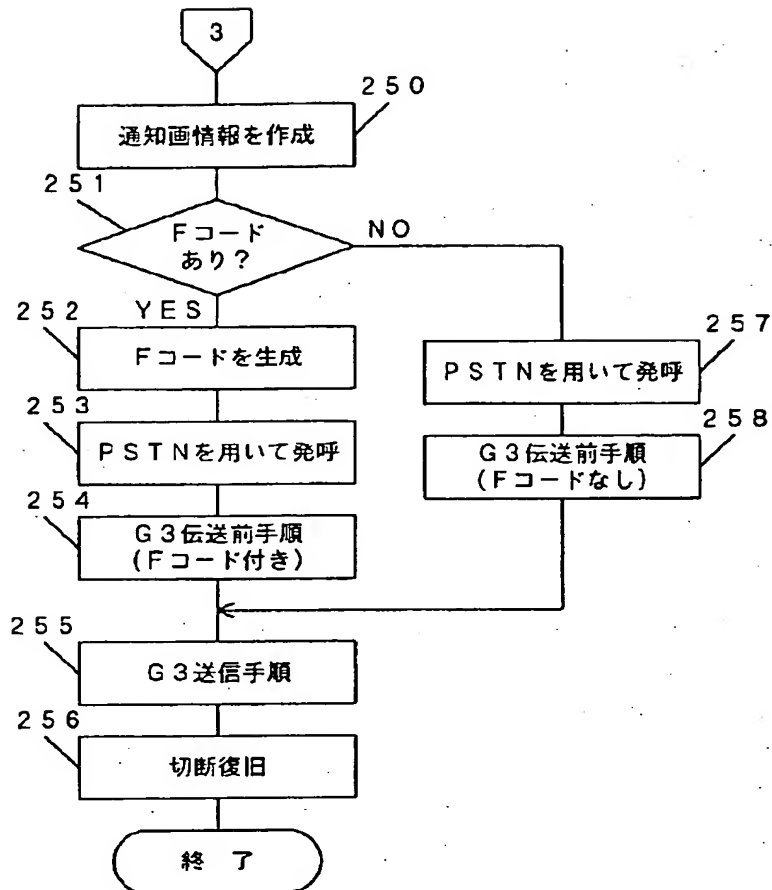 3
250
通知画情報を作成
251
Fコード
あり?
NO
YES
252
Fコードを生成
253
PSTNを用いて発呼
254
G3伝送前手順
(Fコード付き)
257
PSTNを用いて発呼
258
G3伝送前手順
(Fコードなし)
255
G3送信手順
256
切断復旧
終了